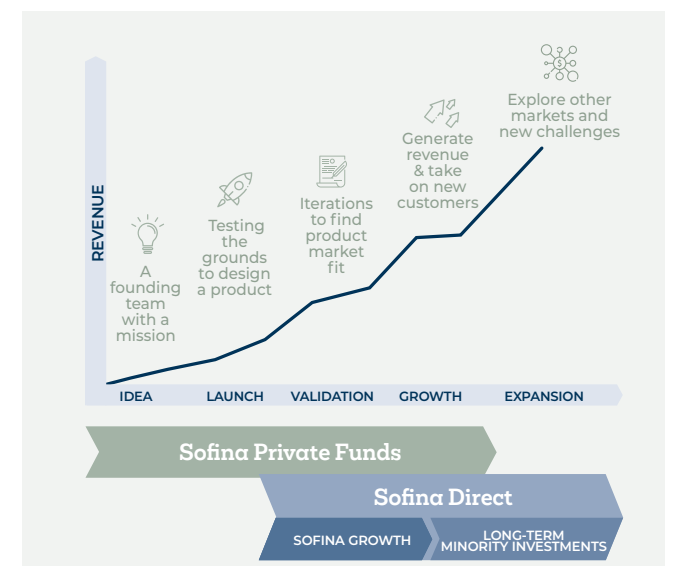 Explore other
markets and
new challenges
Generate
revenue
& take
on new
customers
Iterations
to find
product
market
fit
Testing
the
grounds
to design
a product
A
founding
team
with a
mission
REVENUE
$
IDEA
LAUNCH
VALIDATION
GROWTH
EXPANSION
Sofina Private Funds
Sofina Direct
SOFINA GROWTH
LONG-TERM
MINORITY INVESTMENTS